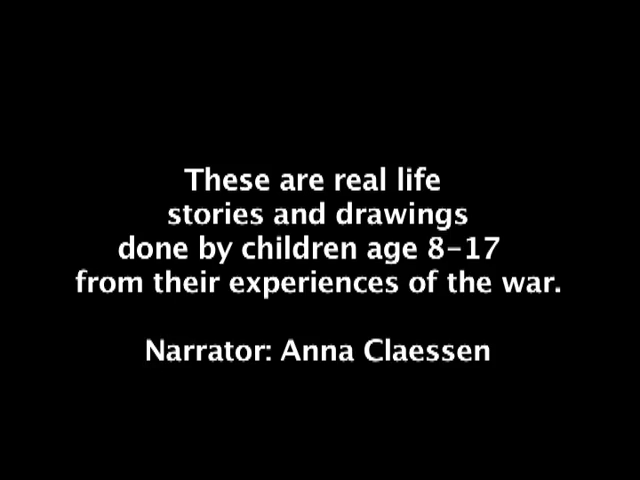 These are real life
stories and drawings
done by children age 8-17
from their experiences of the war.
Narrator: Anna Claessen